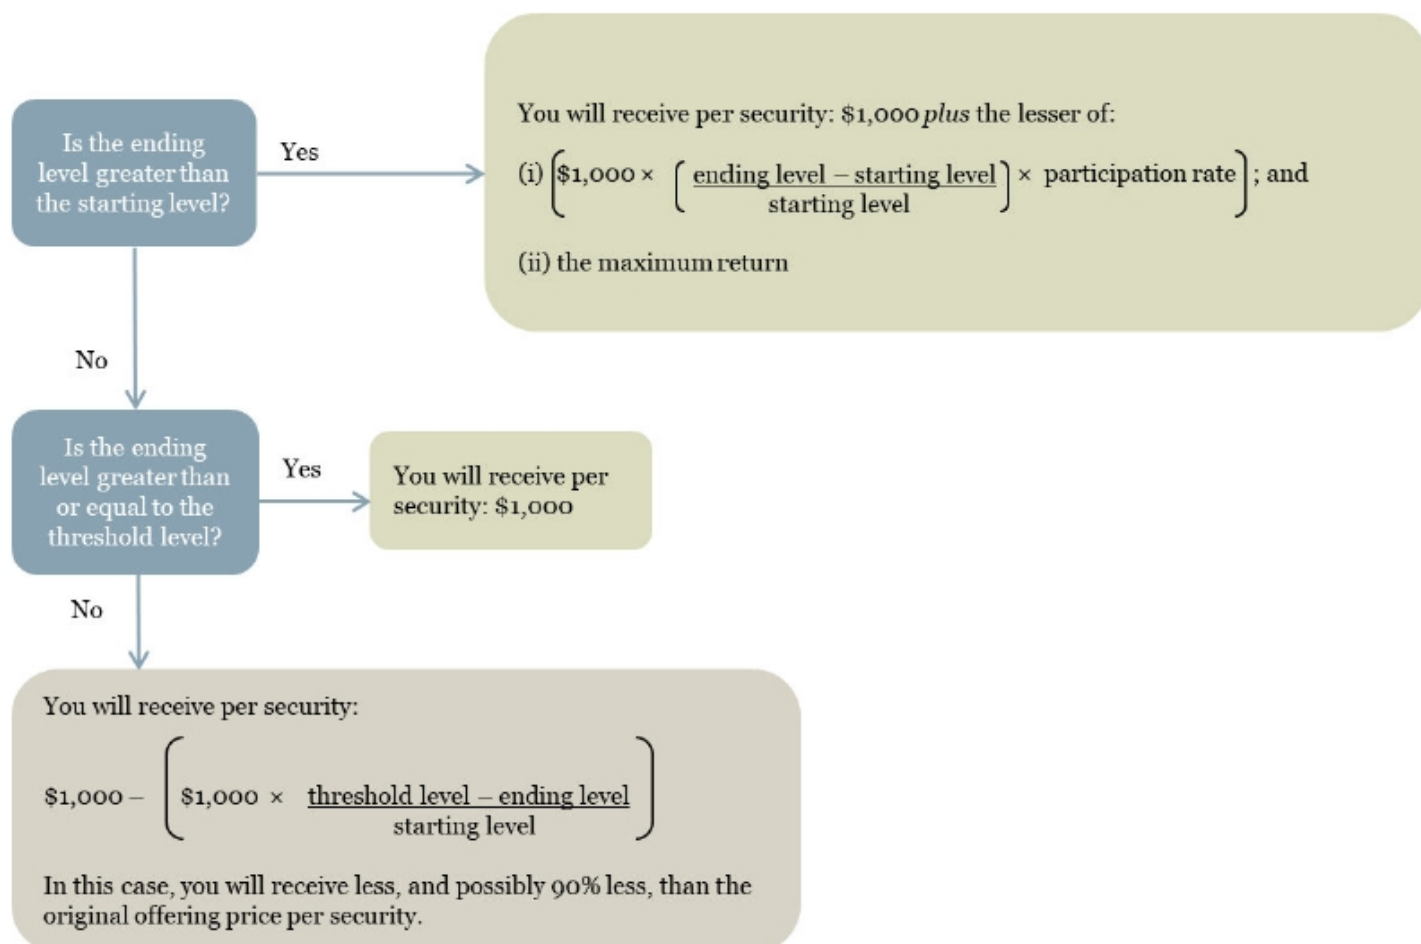 Is the ending
level greater than
the starting level?
Yes
You will receive per security: $1,000 plus the lesser of:
(i) [$1,000 × [ending level – starting level] × participation rate] ; and
starting level
(ii) the maximum return
No
Is the ending
level greater than
or equal to the
threshold level?
Yes
You will receive per
security: $1,000
No
You will receive per security:
$1,000 – ($1,000 × threshold level – ending level)
starting level
In this case, you will receive less, and possibly 90% less, than the
original offering price per security.